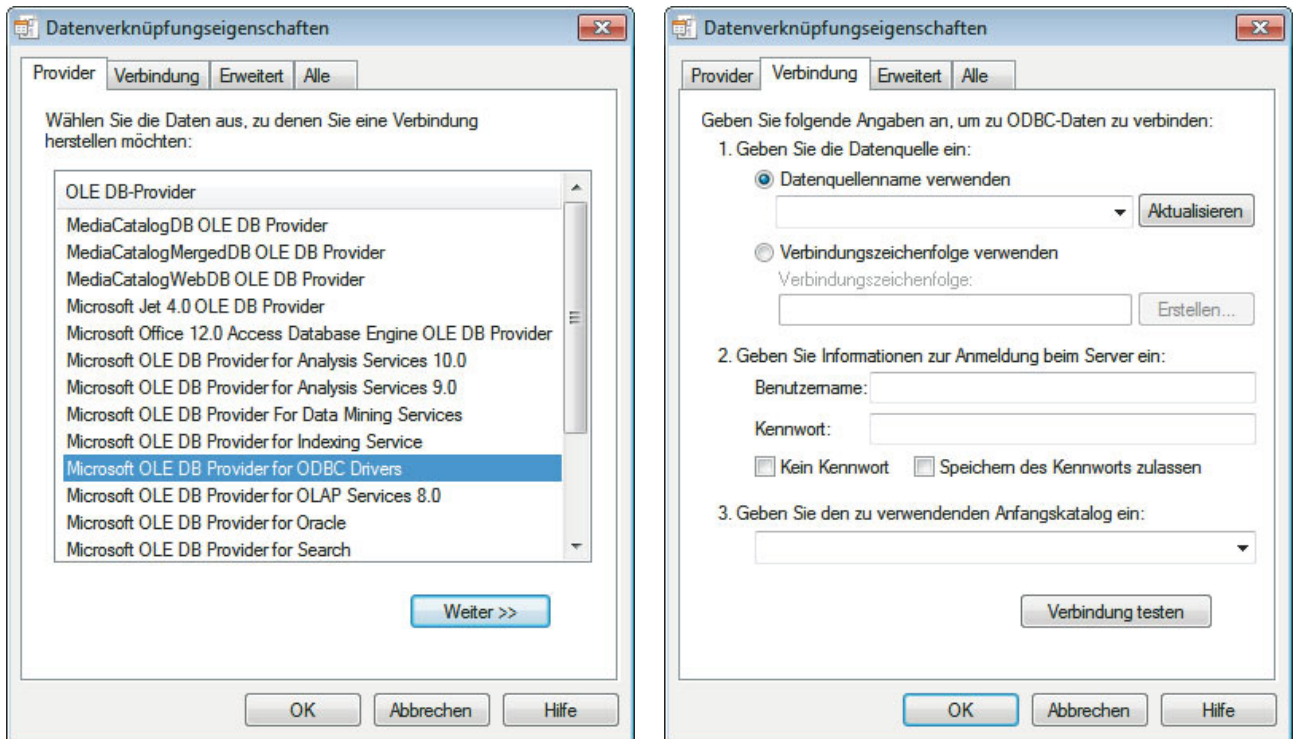 Datenverknüpfungseigenschaften
Provider Verbindung Erweitert Alle
Wählen Sie die Daten aus, zu denen Sie eine Verbindung
herstellen möchten:
OLE DB-Provider
MediaCatalogDB OLE DB Provider
MediaCatalogMergedDB OLE DB Provider
MediaCatalogWebDB OLE DB Provider
Microsoft Jet 4.0 OLE DB Provider
Microsoft Office 12.0 Access Database Engine OLE DB Provider
Microsoft OLE DB Provider for Analysis Services 10.0
Microsoft OLE DB Provider for Analysis Services 9.0
Microsoft OLE DB Provider For Data Mining Services
Microsoft OLE DB Provider for Indexing Service
Microsoft OLE DB Provider for ODBC Drivers
Microsoft OLE DB Provider for OLAP Services 8.0
Microsoft OLE DB Provider for Oracle
Microsoft OLE DB Provider for Search
Weiter >>
OK Abbrechen Hilfe
Datenverknüpfungseigenschaften
Provider Verbindung Erweitert Alle
Geben Sie folgende Angaben an, um zu ODBC-Daten zu verbinden:
1. Geben Sie die Datenquelle ein:
Datenquellenname verwenden
Aktualisieren
Verbindungszeichenfolge verwenden
Verbindungszeichenfolge:
Erstellen...
2. Geben Sie Informationen zur Anmeldung beim Server ein:
Benutzername:
Kennwort:
Kein Kennwort Speichern des Kennworts zulassen
3. Geben Sie den zu verwendenden Anfangskatalog ein:
Verbindung testen
OK Abbrechen Hilfe